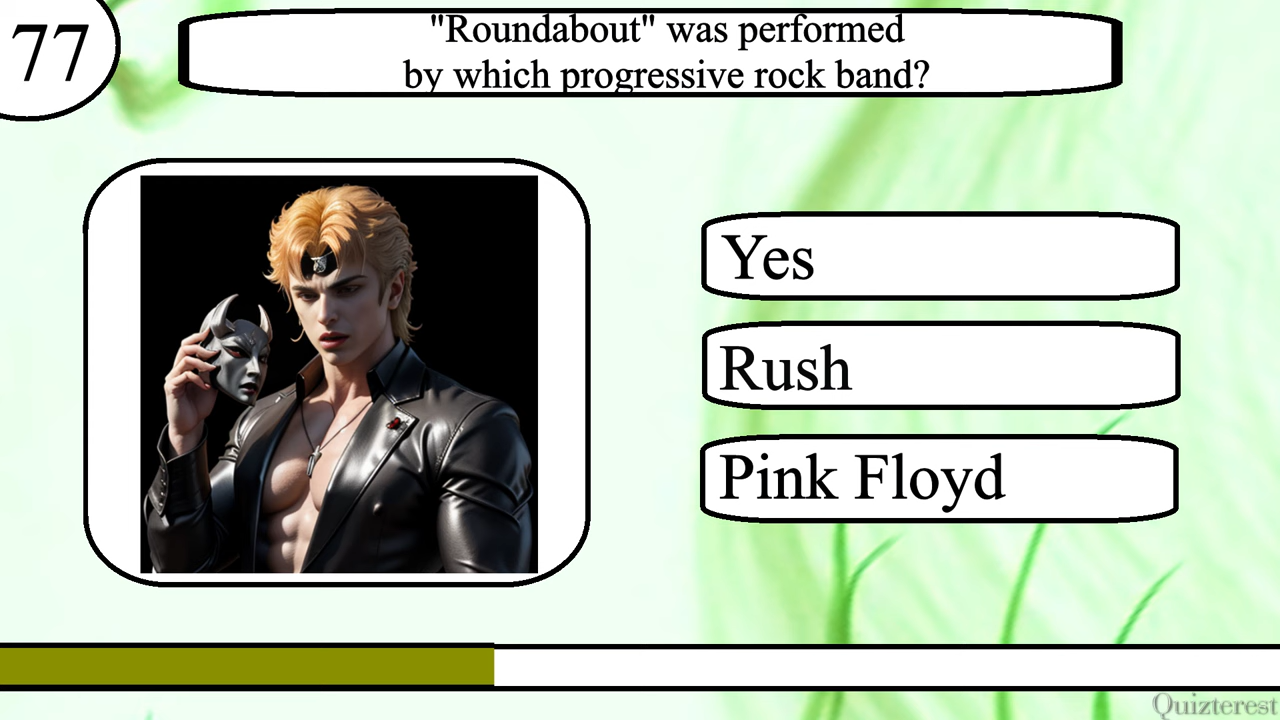 77
"Roundabout" was performed
by which progressive rock band?
Yes
Rush
Pink Floyd
Quizterest